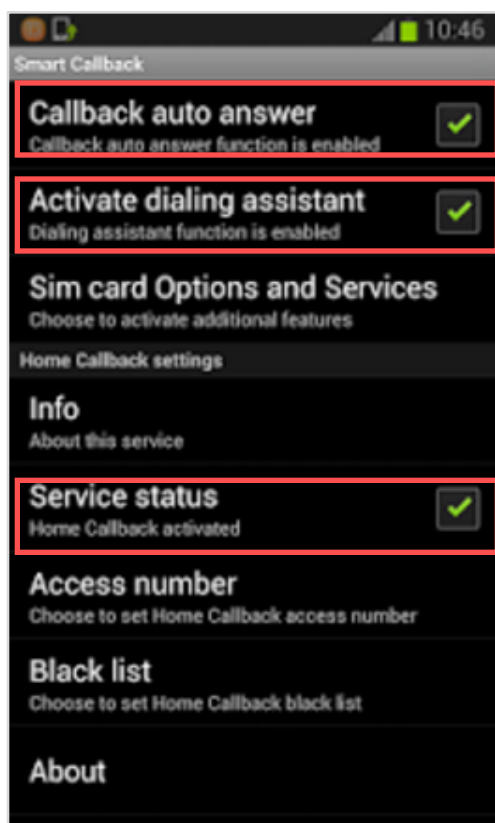 10:46
Smart Callback
Callback auto answer
Callback auto answer function is enabled
Activate dialing assistant
Dialing assistant function is enabled
Sim card Options and Services
Choose to activate additional features
Home Callback settings
Info
About this service
Service status
Home Callback activated
Access number
Choose to set Home Callback access number
Black list
Choose to set Home Callback black list
About